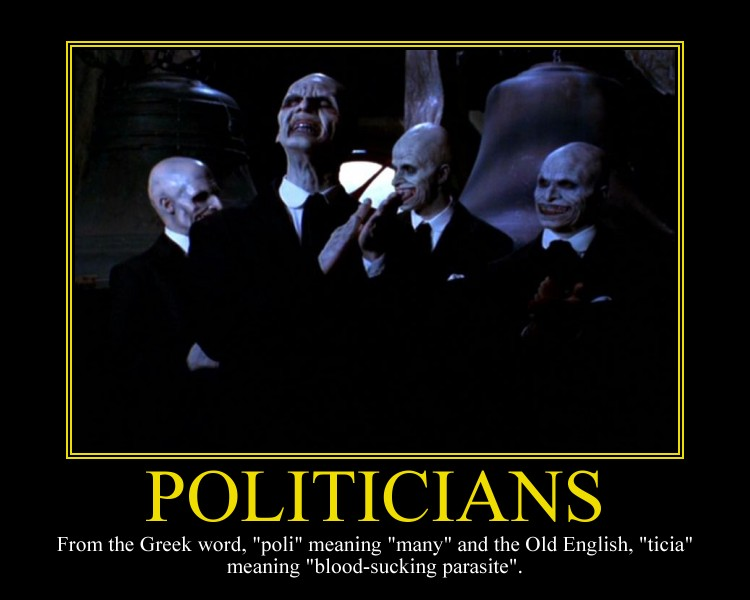 POLITICIANS
From the Greek word, "poli" meaning "many" and the Old English, "ticia"
meaning "blood-sucking parasite".